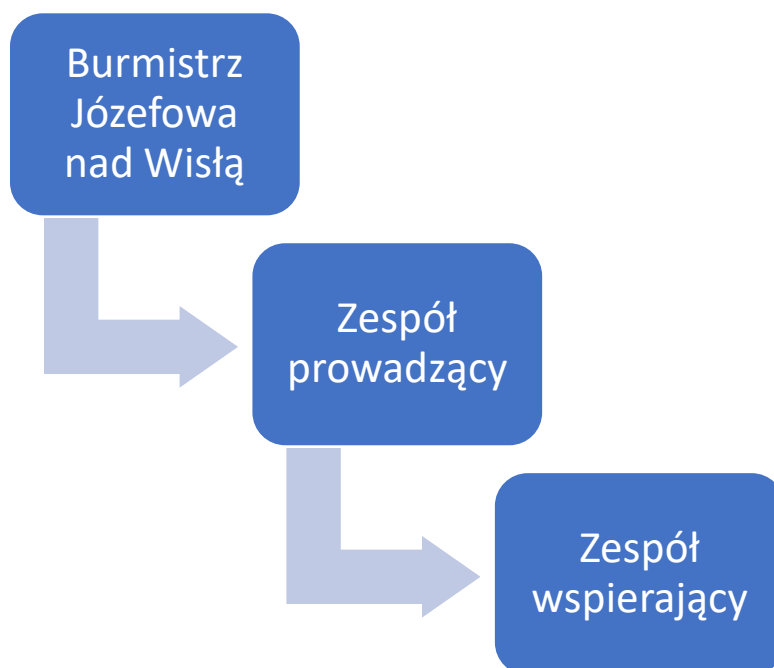 Burmistrz
Józefowa
nad Wisłą
Zespół
prowadzący
Zespół
wspierający